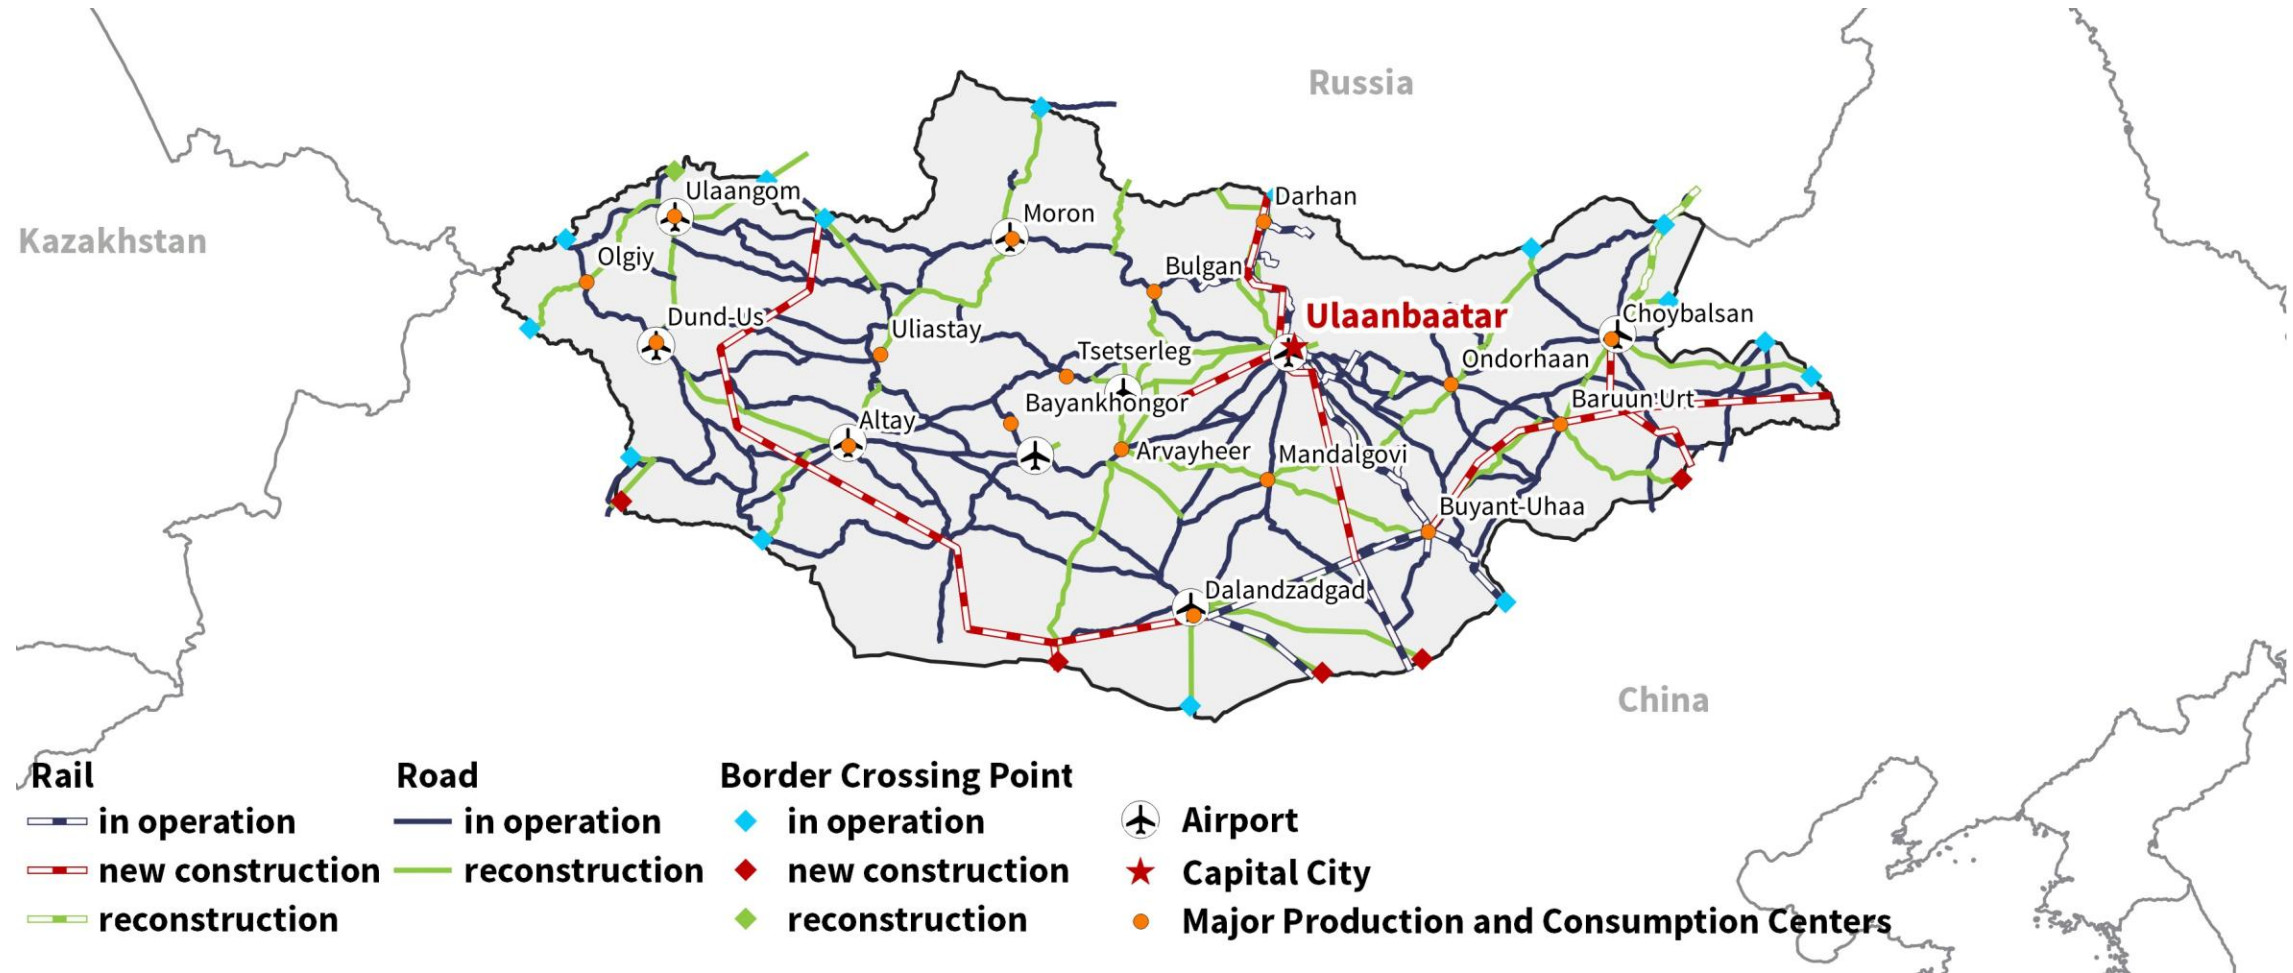 Russia
Kazakhstan
Ulaangom
Darhan
Moron
Olgiy
Bulgan
Dund-Us
Ulaanbaatar
Choybalsan
Uliastay
Tsetserleg
Ondorhaan
Bayankhongor
Baruun Urt
Altay
Arvayheer
Mandalgovi
Buyant-Uhaa
Dalandzadgad
China
Rail
in operation
new construction
reconstruction
Road
in operation
reconstruction
Border Crossing Point
in operation
new construction
reconstruction
Airport
Capital City
Major Production and Consumption Centers